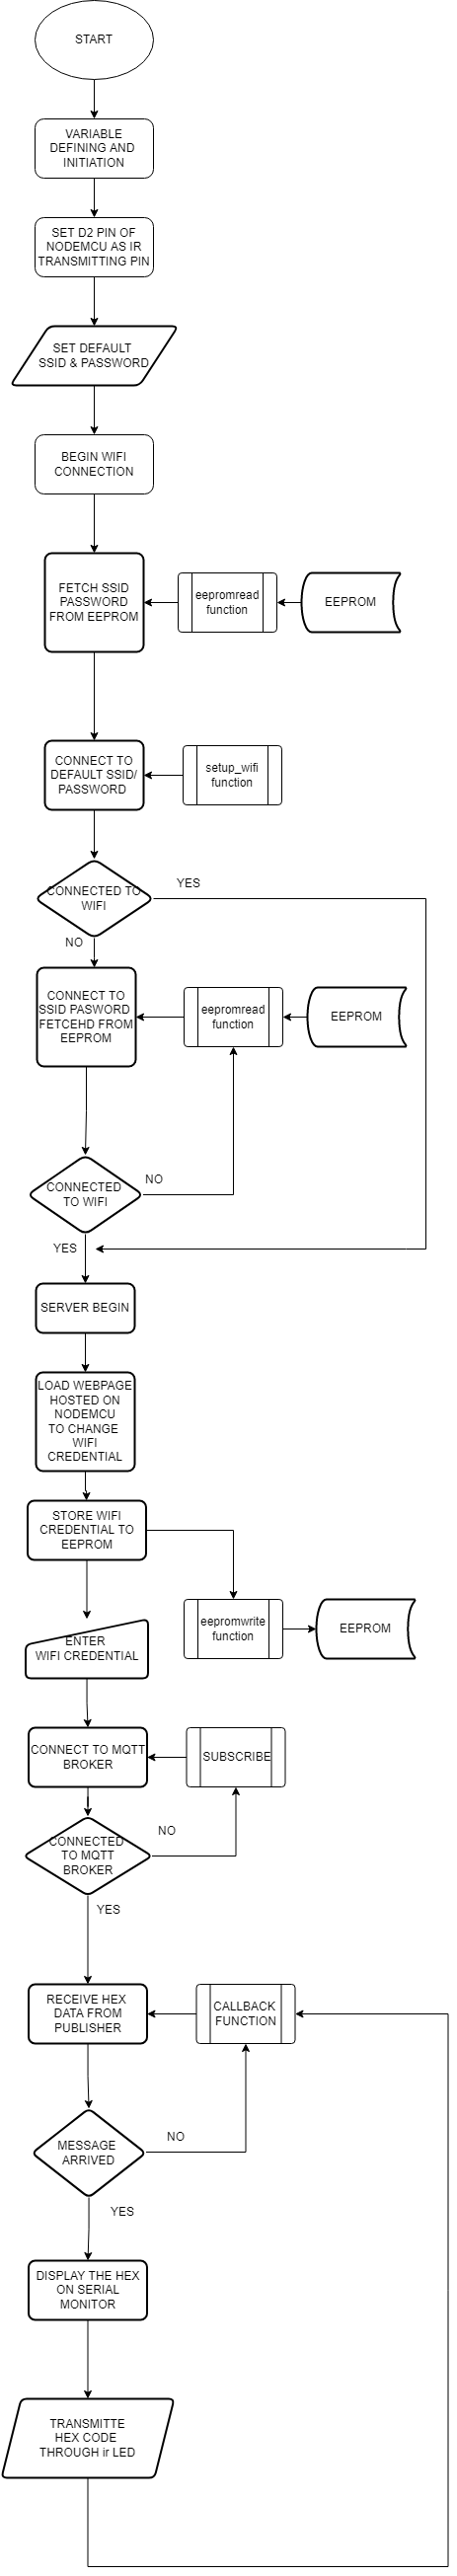 START
VARIABLE
DEFINING AND
INITIATION
SET D2 PIN OF
NODEMCU AS IR
TRANSMITTING PIN
SET DEFAULT
SSID & PASSWORD
BEGIN WIFI
CONNECTION
FETCH SSID
PASSWORD
FROM EEPROM
eepromread
function
EEPROM
CONNECT TO
DEFAULT SSID/
PASSWORD
setup_wifi
function
CONNECTED TO
WIFI
YES
NO
CONNECT TO
SSID PASWORD
FETCEHD FROM
EEPROM
eepromread
function
EEPROM
CONNECTED
TO WIFI
NO
YES
SERVER BEGIN
LOAD WEBPAGE
HOSTED ON
NODEMCU
TO CHANGE
WIFI
CREDENTIAL
STORE WIFI
CREDENTIAL TO
EEPROM
eepromwrite
function
EEPROM
ENTER
WIFI CREDENTIAL
CONNECT TO MQTT
BROKER
SUBSCRIBE
CONNECTED
TO MQTT
BROKER
NO
YES
RECEIVE HEX
DATA FROM
PUBLISHER
CALLBACK
FUNCTION
MESSAGE
ARRIVED
NO
YES
DISPLAY THE HEX
ON SERIAL
MONITOR
TRANSMITTE
HEX CODE
THROUGH ir LED